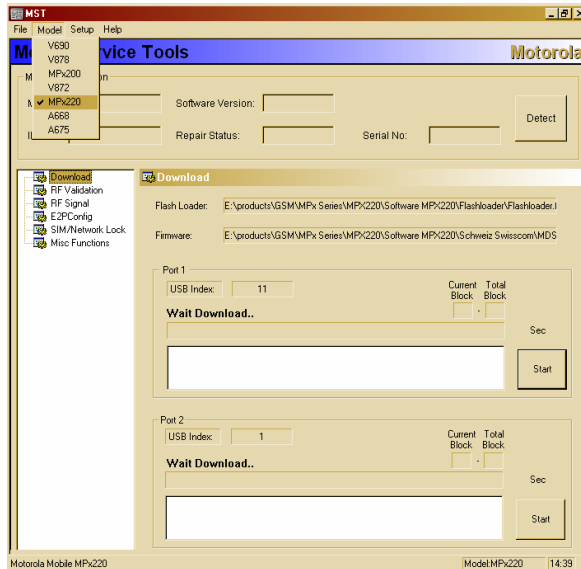 MST
File Model Setup Help
V690
V878
MPx200
V872
MPx220
A668
A675
vice Tools
Motorola
Software Version:
Repair Status:
Serial No:
Detect
Download
RF Validation
RF Signal
E2PConfig
SIM/Network Lock
Misc Functions
Download
Flash Loader: E:\products\GSM\MPx Series\MPX220\Software MPX220\Flashloader\Flashloader.
Firmware: E:\products\GSM\MPx Series\MPX220\Software MPX220\Schweiz Swisscom\MDS
Port 1
USB Index: 11
Current Total
Block Block
Wait Download..
-
Sec
Start
Port 2
USB Index: 1
Current Total
Block Block
Wait Download..
-
Sec
Start
Motorola Mobile MPx220
Model:MPx220
14:39